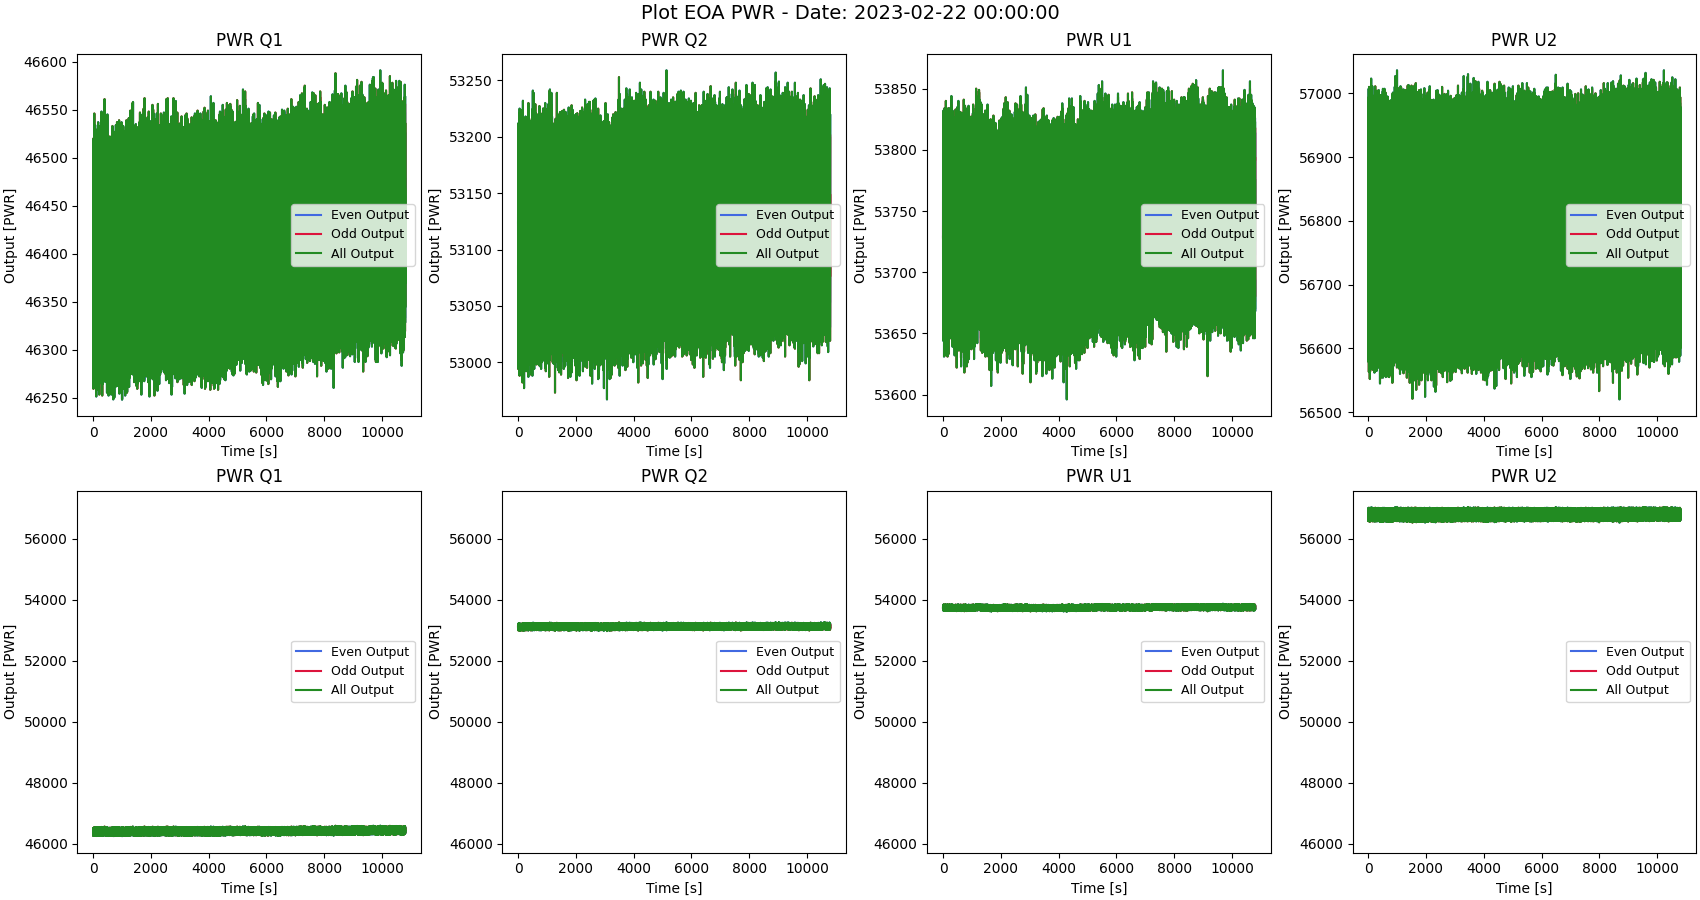 Plot EOA PWR - Date: 2023-02-22 00:00:00
PWR Q1
Output [PWR]
46600
46550
46500
46450
46400
46350
46300
46250
Even Output
Odd Output
All Output
0 2000 4000 6000 8000 10000
Time [s]
PWR Q2
Output [PWR]
53250
53200
53150
53100
53050
53000
Even Output
Odd Output
All Output
0 2000 4000 6000 8000 10000
Time [s]
PWR U1
Output [PWR]
53850
53800
53750
53700
53650
53600
Even Output
Odd Output
All Output
0 2000 4000 6000 8000 10000
Time [s]
PWR U2
Output [PWR]
57000
56900
56800
56700
56600
56500
Even Output
Odd Output
All Output
0 2000 4000 6000 8000 10000
Time [s]
PWR Q1
Output [PWR]
56000
54000
52000
50000
48000
46000
Even Output
Odd Output
All Output
0 2000 4000 6000 8000 10000
Time [s]
PWR Q2
Output [PWR]
56000
54000
52000
50000
48000
46000
Even Output
Odd Output
All Output
0 2000 4000 6000 8000 10000
Time [s]
PWR U1
Output [PWR]
56000
54000
52000
50000
48000
46000
Even Output
Odd Output
All Output
0 2000 4000 6000 8000 10000
Time [s]
PWR U2
Output [PWR]
56000
54000
52000
50000
48000
46000
Even Output
Odd Output
All Output
0 2000 4000 6000 8000 10000
Time [s]